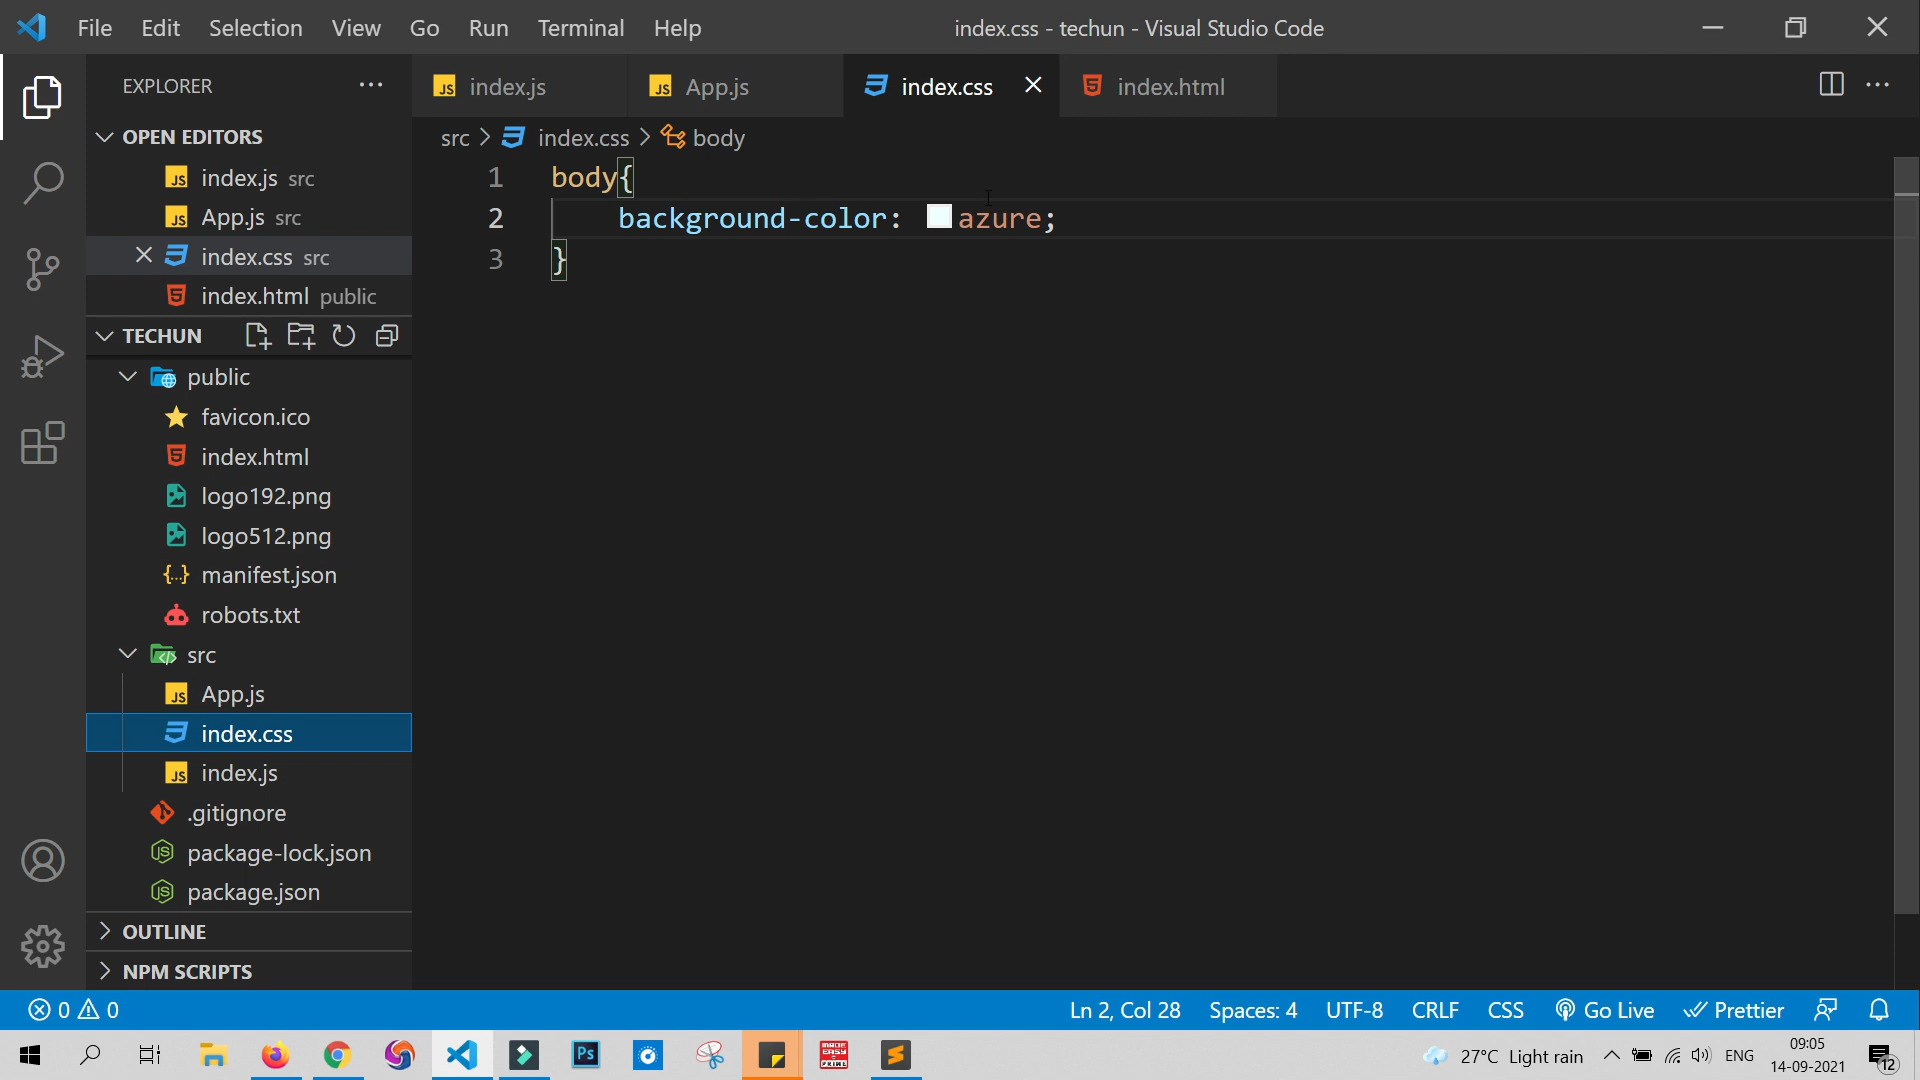 File Edit Selection View Go Run Terminal Help
index.css - techun - Visual Studio Code
EXPLORER
index.js
App.js
index.css
index.html
OPEN EDITORS
index.js src
App.js src
index.css src
index.html public
src > index.css > body
1 body{
2 background-color: azure;
3 }
TECHUN
public
favicon.ico
index.html
logo192.png
logo512.png
manifest.json
robots.txt
src
App.js
index.css
index.js
.gitignore
package-lock.json
package.json
OUTLINE
NPM SCRIPTS
0 0
Ln 2, Col 28 Spaces: 4 UTF-8 CRLF CSS Go Live Prettier
Ps
MADE EASY PRIME
27°C Light rain
ENG
09:05
14-09-2021
12